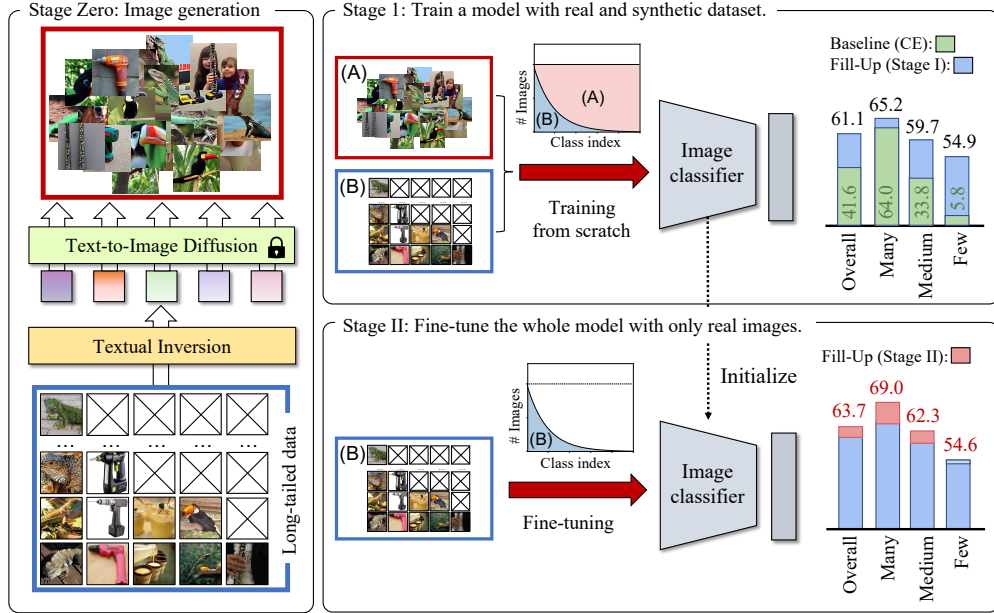 Stage Zero: Image generation
Text-to-Image Diffusion
Textual Inversion
...
...
...
...
...
Long-tailed data
Stage 1: Train a model with real and synthetic dataset.
(A)
(B)
# Images
(A)
(B)
Class index
Training
from scratch
Image
classifier
Baseline (CE):
Fill-Up (Stage I):
61.1
65.2
59.7
54.9
41.6
64.0
33.8
5.8
Overall
Many
Medium
Few
Stage II: Fine-tune the whole model with only real images.
(B)
# Images
(B)
Class index
Fine-tuning
Initialize
Image
classifier
Fill-Up (Stage II):
63.7
69.0
62.3
54.6
Overall
Many
Medium
Few